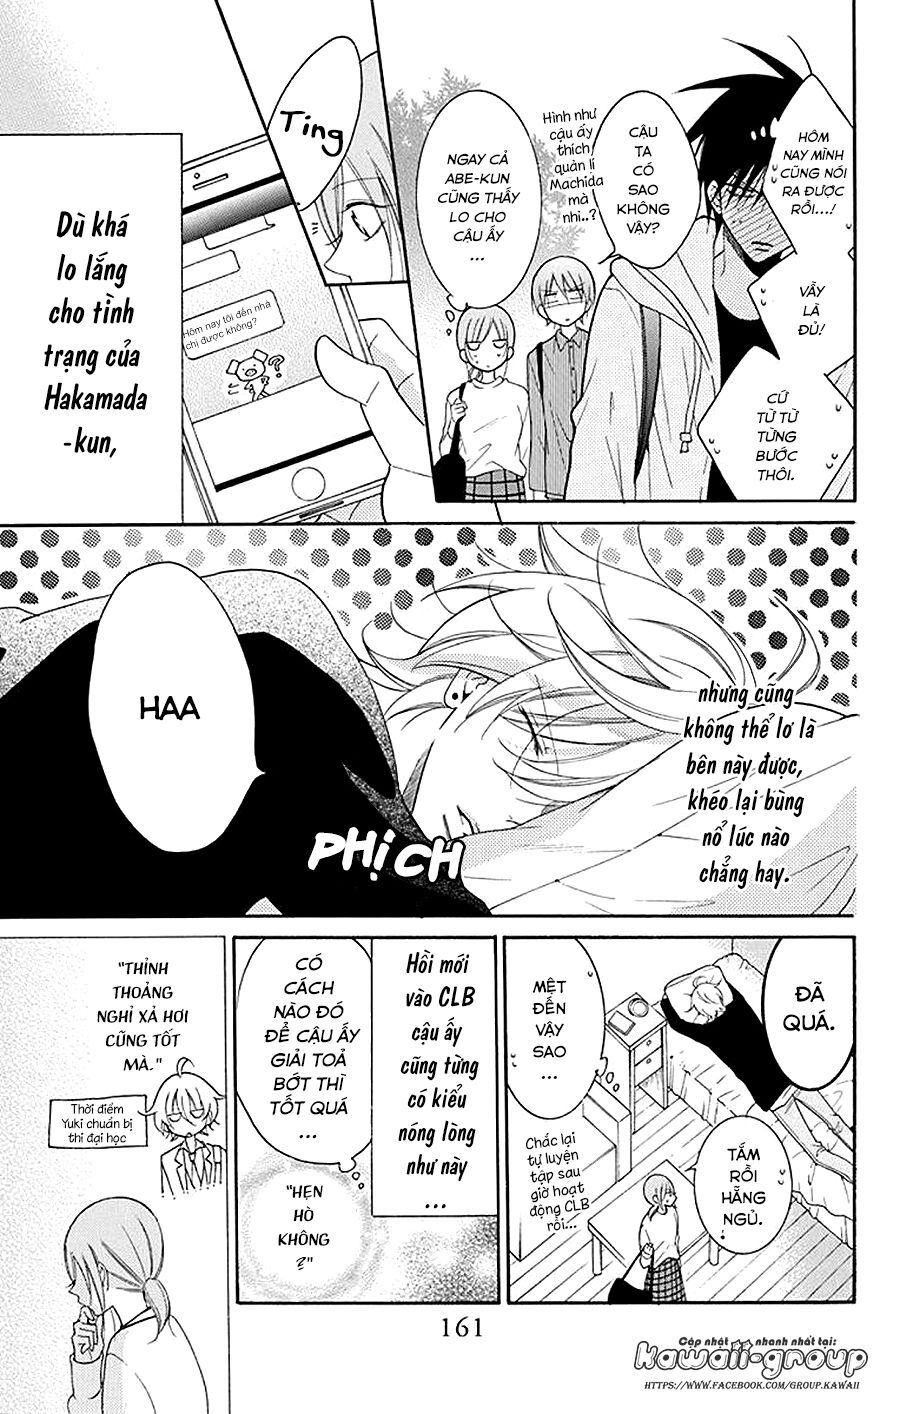 HÔM
NAY MÌNH
CŨNG NÓI
RA ĐƯỢC
RỒI...!
VẬY
LÀ
ĐỦ!
CỨ
TỪ TỪ
TỪNG
BƯỚC
THÔI.
CẬU
TA
CÓ
SAO
KHÔNG
VẬY?
Hình như
cậu ấy
thích
quản lí
Machida
mà
nhỉ..?
NGAY CẢ
ABE-KUN
CŨNG THẤY
LO CHO
CẬU ẤY
...
Ting
Hôm nay tôi đến nhà
chị được không?
Dù khá
lo lắng
cho tình
trạng của
Hakamada
-kun,
nhưng cũng
không thể lơ là
bên này được,
khéo lại bùng
nổ lúc nào
chẳng hay.
HAA
PHỊCH
ĐÃ
QUÁ.
MỆT
ĐẾN
VẬY
SAO
...
TẮM
RỒI
HẴNG
NGỦ.
Chắc lại
tự luyện
tập sau
giờ hoạt
động CLB
rồi...
Hồi mới
vào CLB
cậu ấy
cũng từng
có kiểu
nóng lòng
như này
...
CÓ
CÁCH
NÀO ĐÓ
ĐỂ CẬU ẤY
GIẢI TOẢ
BỚT THÌ
TỐT QUÁ
...
"HẸN
HÒ
KHÔNG
?"
"THỈNH
THOẢNG
NGHỈ XẢ HƠI
CŨNG TỐT
MÀ."
Thời điểm
Yuki chuẩn bị
thi đại học
161
Cập nhật nhanh nhất tại:
kawaii-group
HTTPS://WWW.FACEBOOK.COM/GROUP.KAWAII